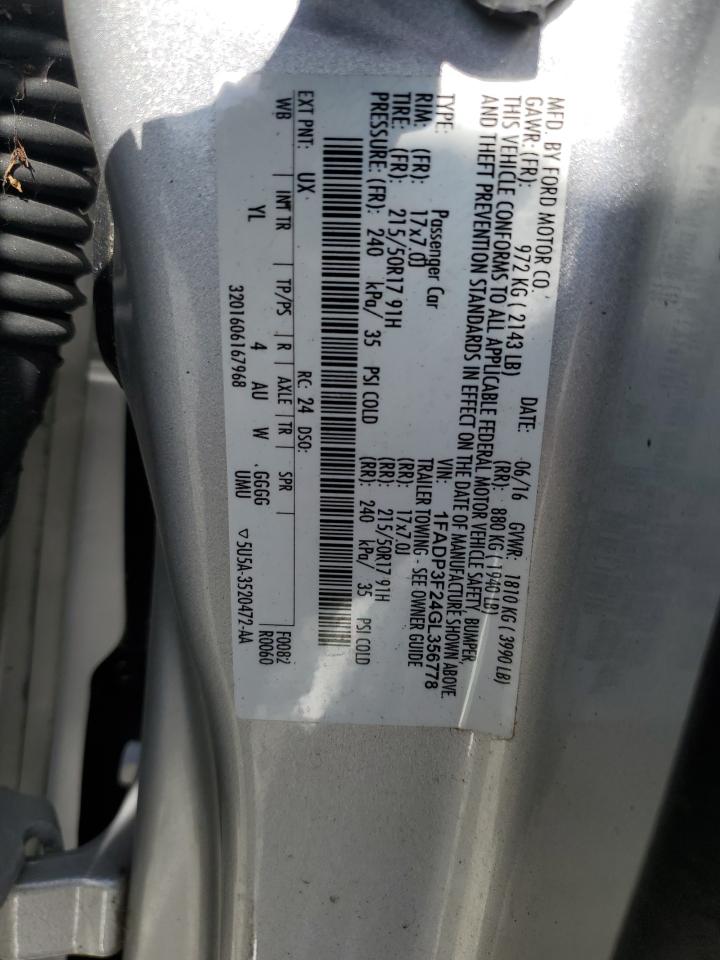 MFD. BY FORD MOTOR CO.
DATE: 06/16 GVWR: 1810 KG ( 3990 LB)
GAWR: (FR): 972 KG ( 2143 LB) (RR): 880 KG ( 1940 LB)
THIS VEHICLE CONFORMS TO ALL APPLICABLE FEDERAL MOTOR VEHICLE SAFETY, BUMPER,
AND THEFT PREVENTION STANDARDS IN EFFECT ON THE DATE OF MANUFACTURE SHOWN ABOVE.
VIN: 1FADP3F24GL356778
TYPE: Passenger Car TRAILER TOWING - SEE OWNER GUIDE
RIM: (FR): 17x7.0J (RR): 17x7.0J
TIRE: (FR): 215/50R17 91H (RR): 215/50R17 91H
PRESSURE: (FR): 240 kPa/ 35 PSI COLD (RR): 240 kPa/ 35 PSI COLD
EXT PNT: UX RC: 24 DSO: F0082
WB INT TR TP/PS R AXLE TR SPR R0060
YL 4 AU W .GGGG ▽5U5A-3520472-AA
3201606167968 UMU